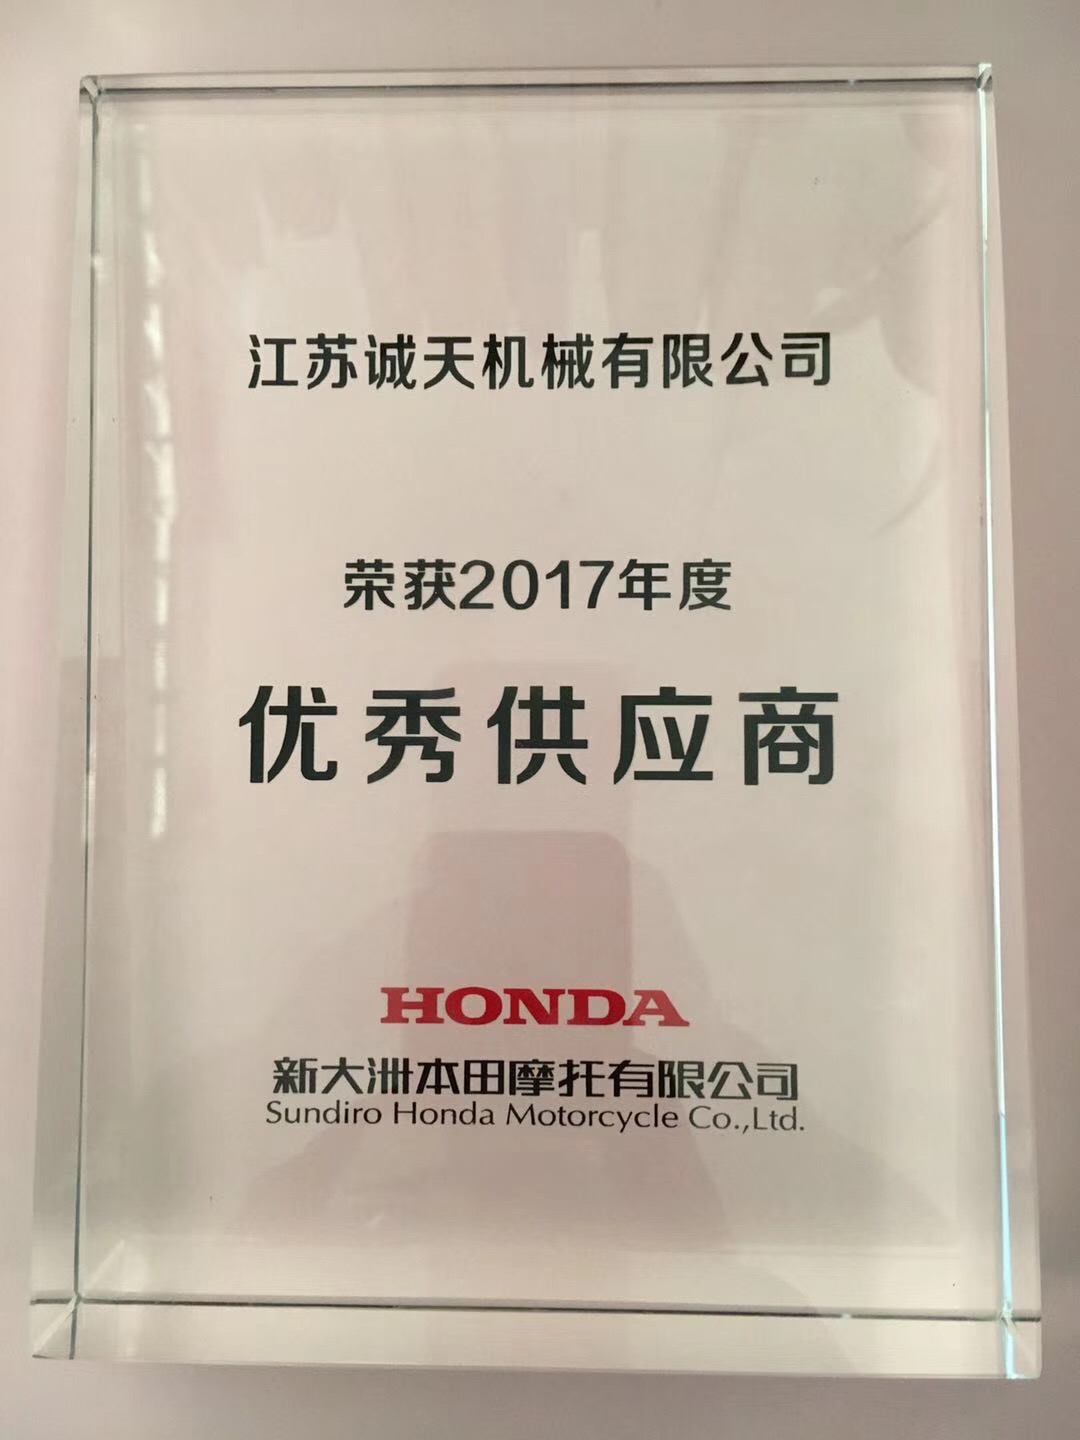 江苏诚天机械有限公司
荣获2017年度
优秀供应商
HONDA
新大洲本田摩托有限公司
Sundiro Honda Motorcycle Co.,Ltd.